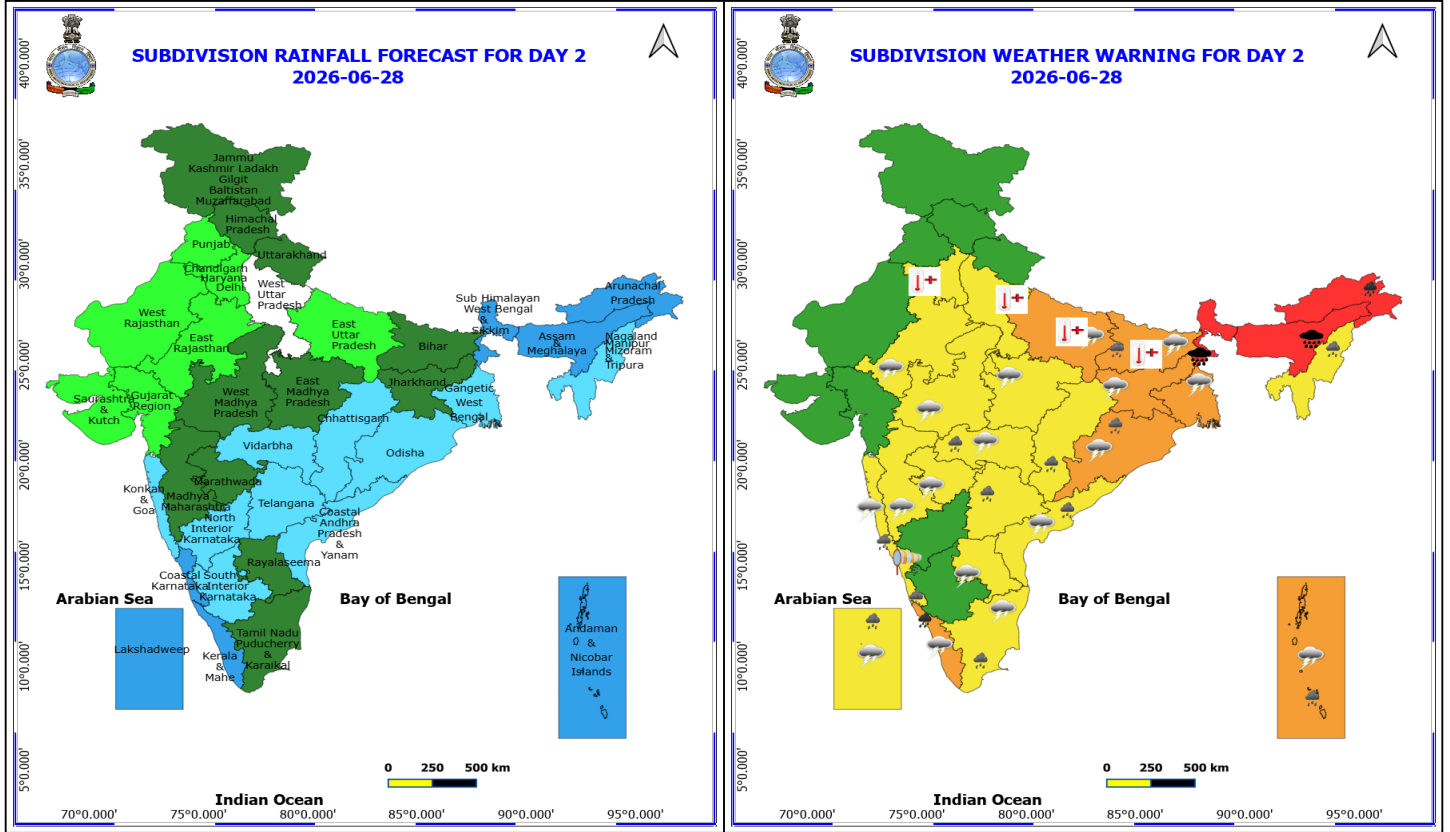 SUBDIVISION RAINFALL FORECAST FOR DAY 2
2026-06-28
40°0.000'
35°0.000'
30°0.000'
25°0.000'
20°0.000'
15°0.000'
10°0.000'
5°0.000'
Jammu
Kashmir Ladakh
Gilgit
Baltistan
Muzaffarabad
Himachal
Pradesh
Punjab
Uttarakhand
Chandigarh
Haryana
Delhi
West
Uttar
Pradesh
West
Rajasthan
East
Rajasthan
East
Uttar
Pradesh
Bihar
Sub Himalayan
West Bengal
&
Sikkim
Arunachal
Pradesh
Assam
&
Meghalaya
Nagaland
Manipur
Mizoram
&
Tripura
Jharkhand
Gangetic
West
Bengal
Saurashtra
&
Kutch
Gujarat
Region
West
Madhya
Pradesh
East
Madhya
Pradesh
Chhattisgarh
Vidarbha
Odisha
Konkan
&
Goa
Madhya
Maharashtra
Marathwada
Telangana
North
Interior
Karnataka
Coastal
Andhra
Pradesh
&
Yanam
Rayalaseema
Coastal
Karnataka
South
Interior
Karnataka
Tamil Nadu
Puducherry
&
Karaikal
Kerala
&
Mahe
Lakshadweep
Andaman
&
Nicobar
Islands
Arabian Sea
Bay of Bengal
Indian Ocean
0 250 500 km
70°0.000' 75°0.000' 80°0.000' 85°0.000' 90°0.000' 95°0.000'
SUBDIVISION WEATHER WARNING FOR DAY 2
2026-06-28
40°0.000'
35°0.000'
30°0.000'
25°0.000'
20°0.000'
15°0.000'
10°0.000'
5°0.000'
Arabian Sea
Bay of Bengal
Indian Ocean
0 250 500 km
70°0.000' 75°0.000' 80°0.000' 85°0.000' 90°0.000' 95°0.000'